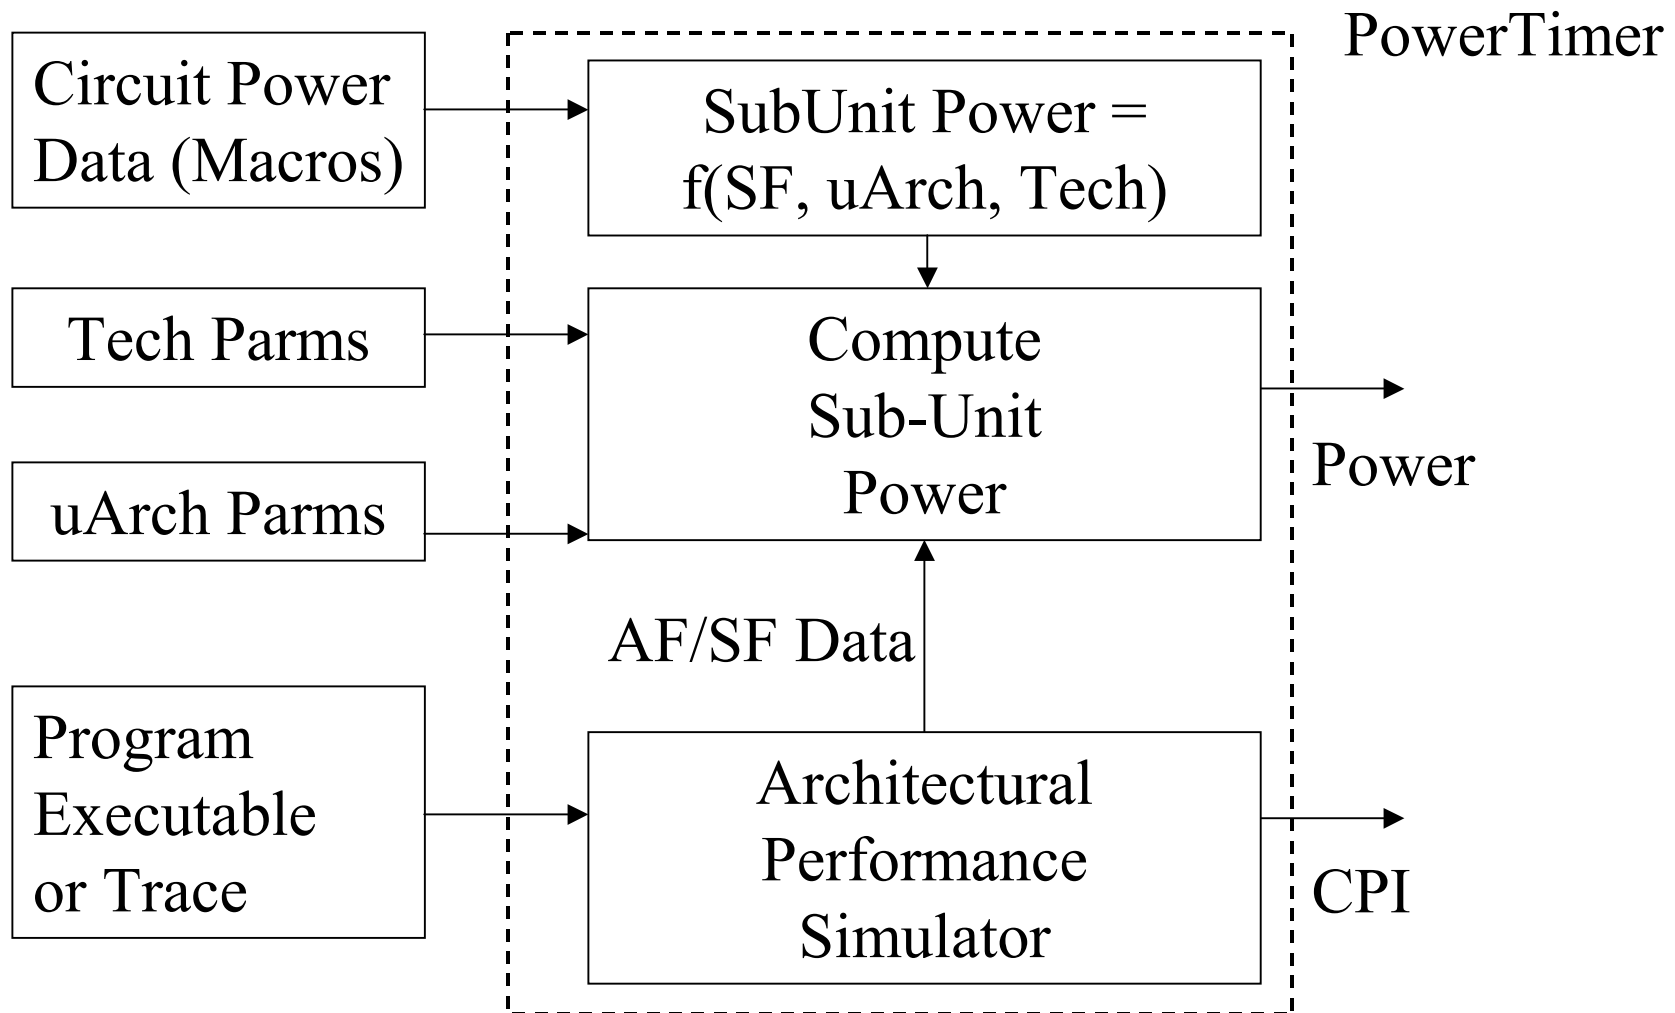 PowerTimer
Circuit Power
Data (Macros)
SubUnit Power =
f(SF, uArch, Tech)
Tech Parms
Compute
Sub-Unit
Power
Power
uArch Parms
AF/SF Data
Program
Executable
or Trace
Architectural
Performance
Simulator
CPI